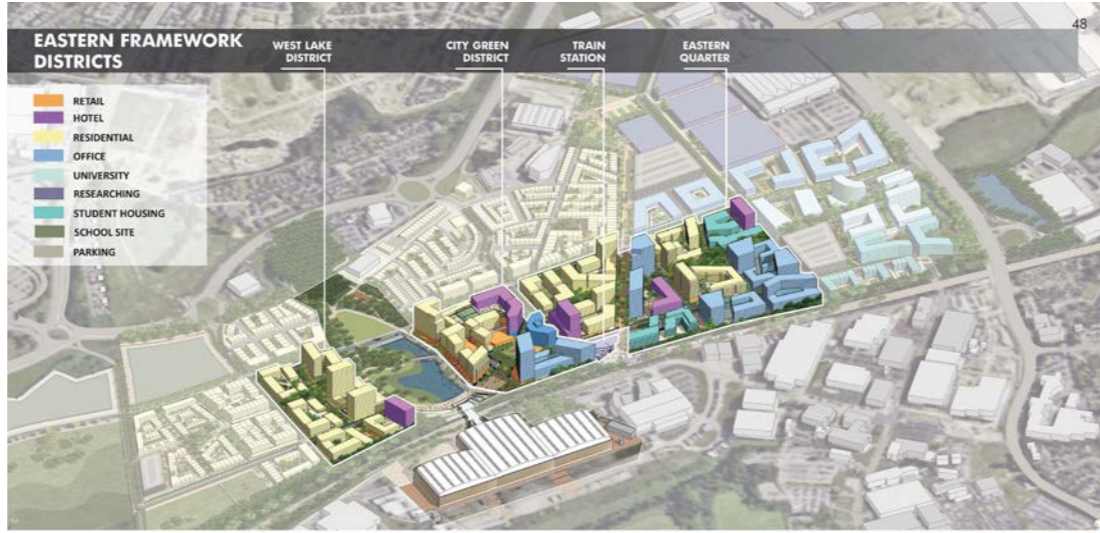 48
EASTERN FRAMEWORK
DISTRICTS
WEST LAKE
DISTRICT
CITY GREEN
DISTRICT
TRAIN
STATION
EASTERN
QUARTER
RETAIL
HOTEL
RESIDENTIAL
OFFICE
UNIVERSITY
RESEARCHING
STUDENT HOUSING
SCHOOL SITE
PARKING